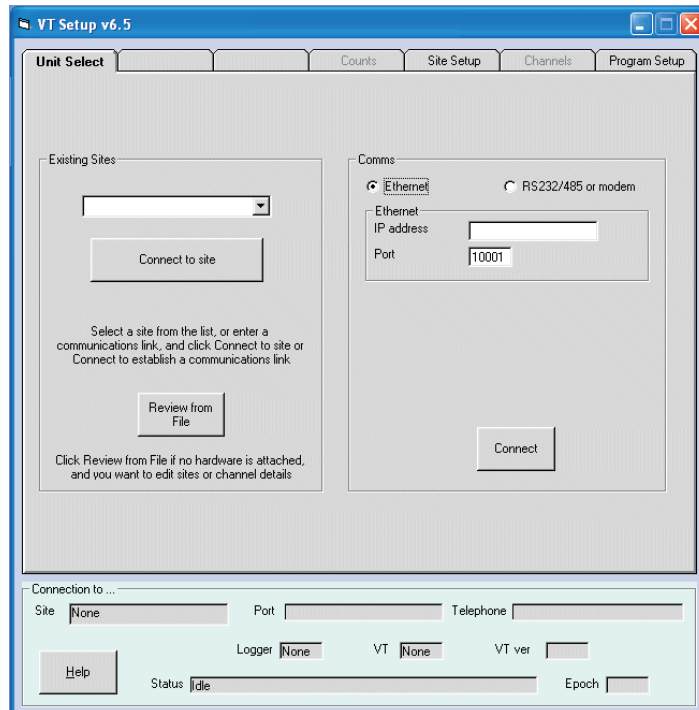 VT Setup v6.5
Unit Select
Counts
Site Setup
Channels
Program Setup
Existing Sites
Connect to site
Select a site from the list, or enter a
communications link, and click Connect to site or
Connect to establish a communications link
Review from
File
Click Review from File if no hardware is attached,
and you want to edit sites or channel details
Comms
Ethernet
RS232/485 or modem
Ethernet
IP address
Port 10001
Connect
Connection to ...
Site None Port Telephone
Logger None VT None VT ver
Help
Status Idle Epoch